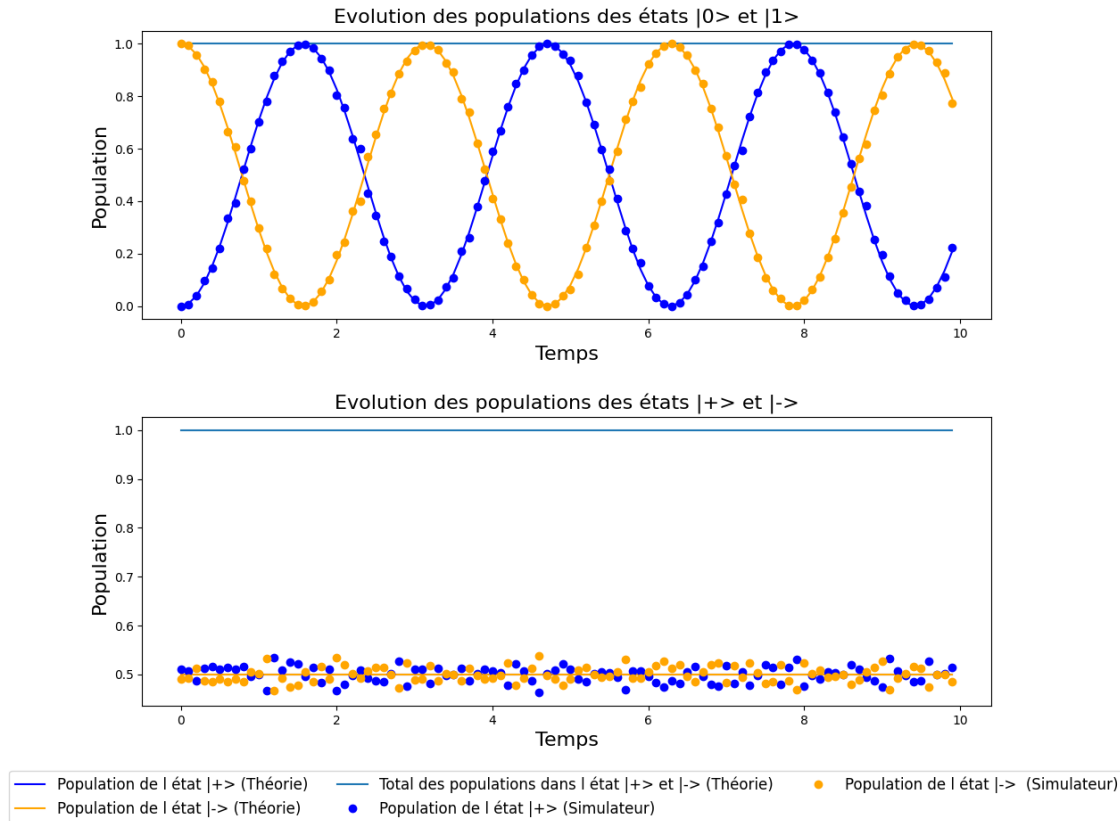 Evolution des populations des états |0> et |1>
1.0
0.8
0.6
0.4
0.2
0.0
Population
0
2
4
6
8
10
Temps
Evolution des populations des états |+> et |->
1.0
0.9
0.8
0.7
0.6
0.5
Population
0
2
4
6
8
10
Temps
Population de l état |+> (Théorie)
Population de l état |-> (Théorie)
Total des populations dans l état |+> et |-> (Théorie)
Population de l état |+> (Simulateur)
Population de l état |->  (Simulateur)